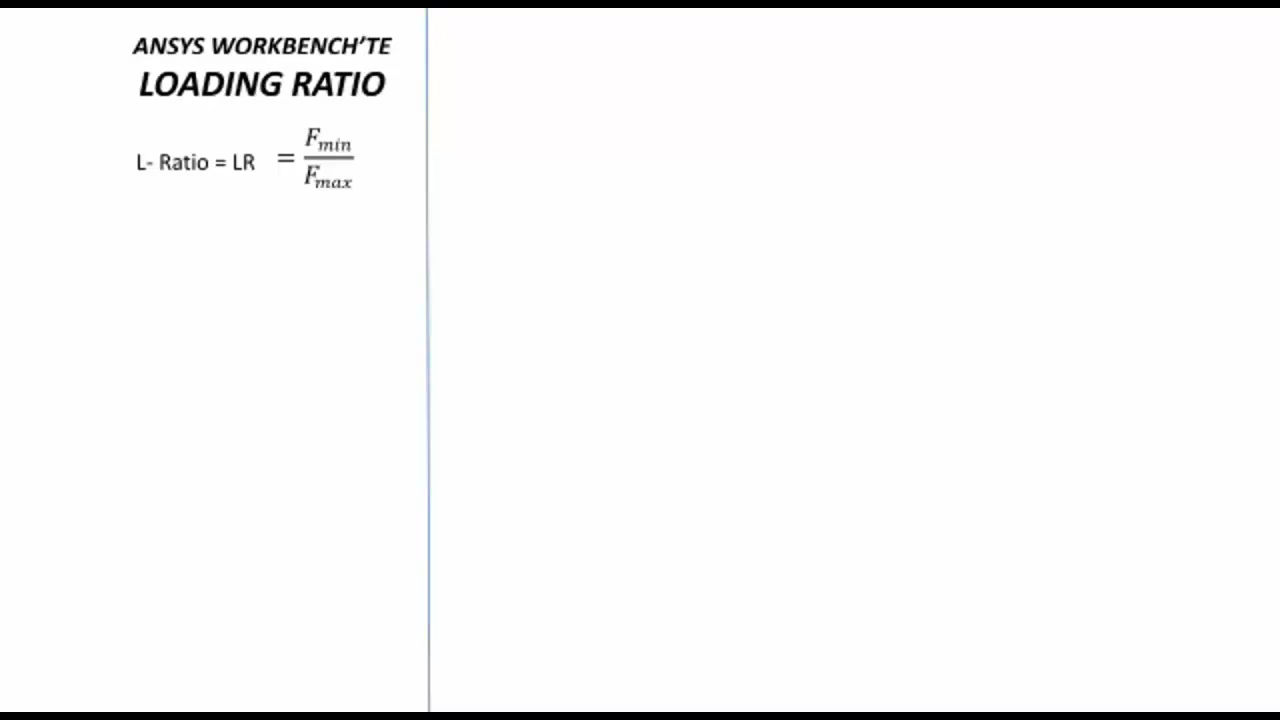 ANSYS WORKBENCH’TE
LOADING RATIO
L- Ratio = LR = F_min / F_max